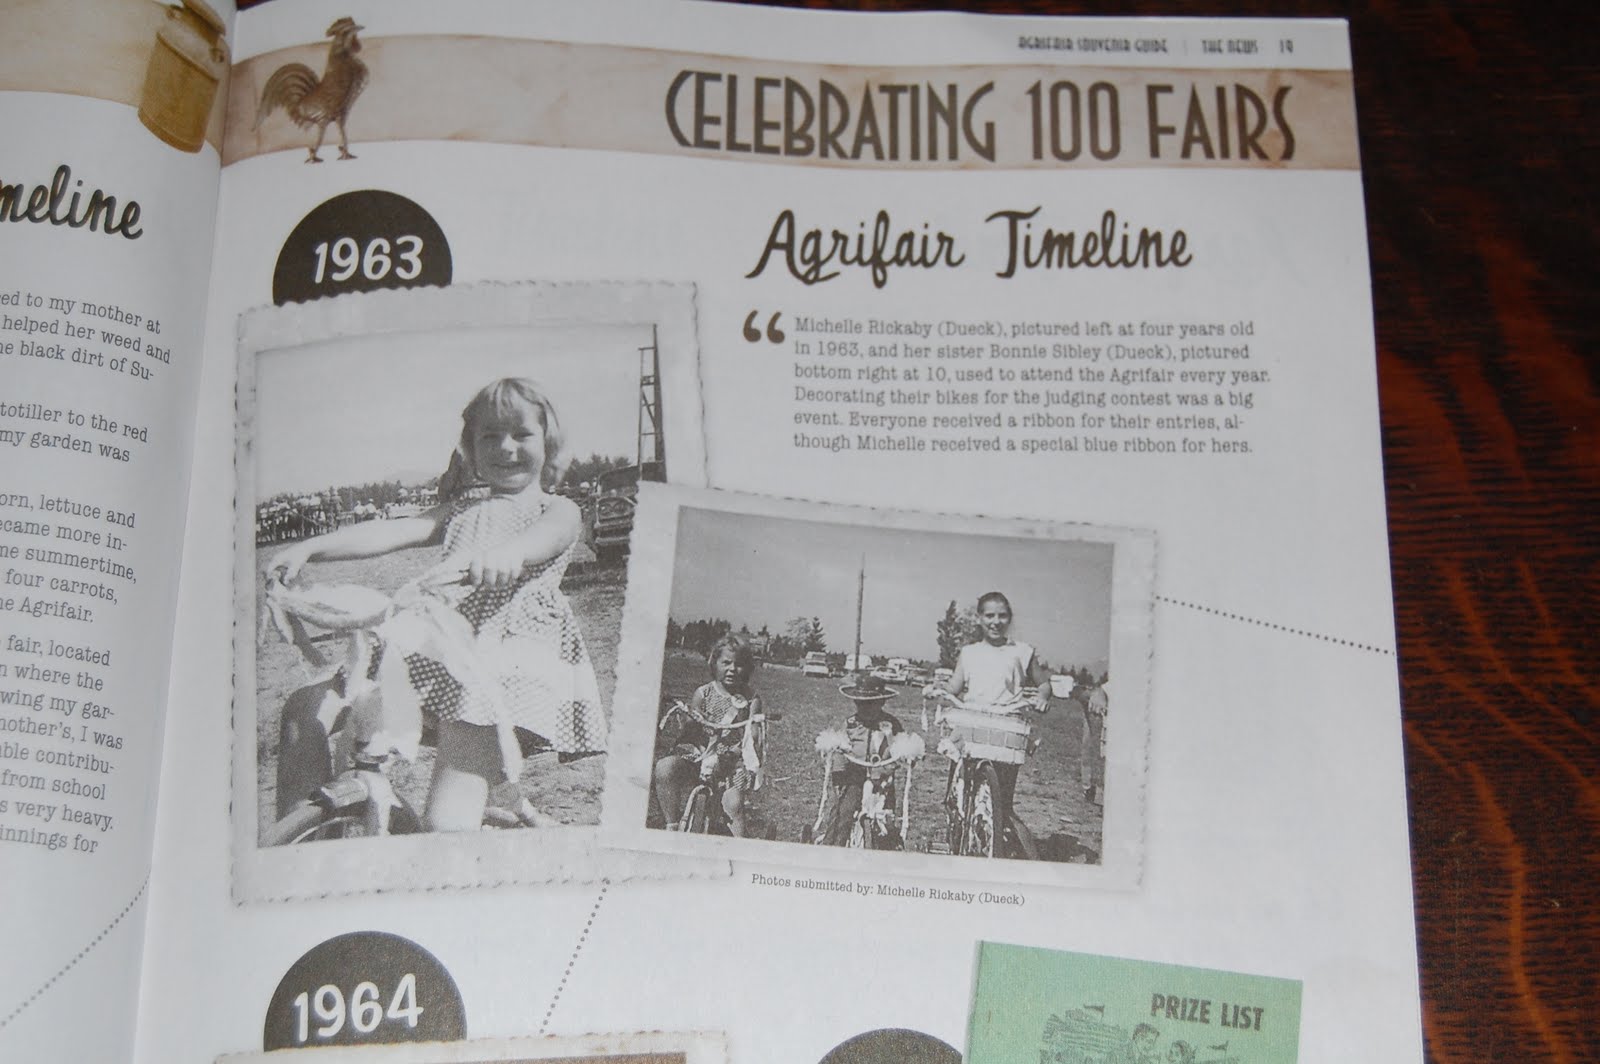 meline
red to my mother at
helped her weed and
e black dirt of Su-
totiller to the red
my garden was
orn, lettuce and
ecame more in-
me summertime,
four carrots,
e Agrifair.
fair, located
n where the
wing my gar-
mother's, I was
ble contribu-
from school
s very heavy.
innings for
AGRIFAIR SOUVENIR GUIDE | THE NEWS 19
CELEBRATING 100 FAIRS
1963
Agrifair Timeline
“ Michelle Rickaby (Dueck), pictured left at four years old
in 1963, and her sister Bonnie Sibley (Dueck), pictured
bottom right at 10, used to attend the Agrifair every year.
Decorating their bikes for the judging contest was a big
event. Everyone received a ribbon for their entries, al-
though Michelle received a special blue ribbon for hers.
Photos submitted by: Michelle Rickaby (Dueck)
1964
PRIZE LIST